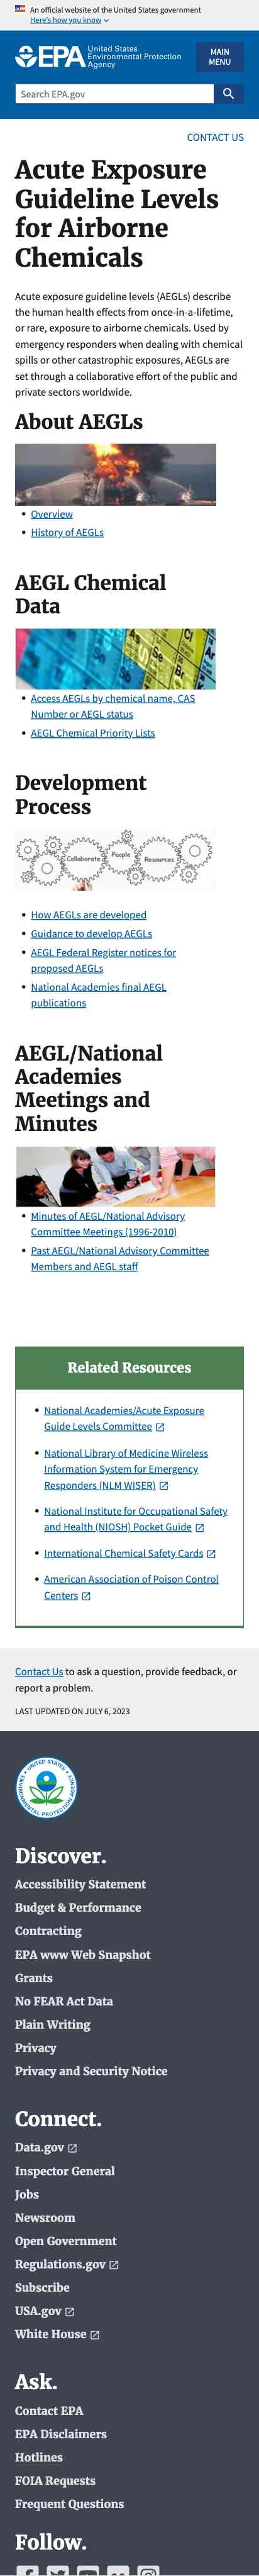 An official website of the United States government
Here's how you know
United States
Environmental Protection
Agency
EPA
MAIN
MENU
Search EPA.gov
CONTACT US
Acute Exposure
Guideline Levels
for Airborne
Chemicals
Acute exposure guideline levels (AEGLs) describe
the human health effects from once-in-a-lifetime,
or rare, exposure to airborne chemicals. Used by
emergency responders when dealing with chemical
spills or other catastrophic exposures, AEGLs are
set through a collaborative effort of the public and
private sectors worldwide.
About AEGLs
Overview
History of AEGLs
AEGL Chemical
Data
Access AEGLs by chemical name, CAS
Number or AEGL status
AEGL Chemical Priority Lists
Development
Process
Collaborate
People
Resources
How AEGLs are developed
Guidance to develop AEGLs
AEGL Federal Register notices for
proposed AEGLs
National Academies final AEGL
publications
AEGL/National
Academies
Meetings and
Minutes
Minutes of AEGL/National Advisory
Committee Meetings (1996-2010)
Past AEGL/National Advisory Committee
Members and AEGL staff
Related Resources
National Academies/Acute Exposure
Guide Levels Committee
National Library of Medicine Wireless
Information System for Emergency
Responders (NLM WISER)
National Institute for Occupational Safety
and Health (NIOSH) Pocket Guide
International Chemical Safety Cards
American Association of Poison Control
Centers
Contact Us to ask a question, provide feedback, or
report a problem.
LAST UPDATED ON JULY 6, 2023
UNITED STATES
ENVIRONMENTAL PROTECTION AGENCY
Discover.
Accessibility Statement
Budget & Performance
Contracting
EPA www Web Snapshot
Grants
No FEAR Act Data
Plain Writing
Privacy
Privacy and Security Notice
Connect.
Data.gov
Inspector General
Jobs
Newsroom
Open Government
Regulations.gov
Subscribe
USA.gov
White House
Ask.
Contact EPA
EPA Disclaimers
Hotlines
FOIA Requests
Frequent Questions
Follow.